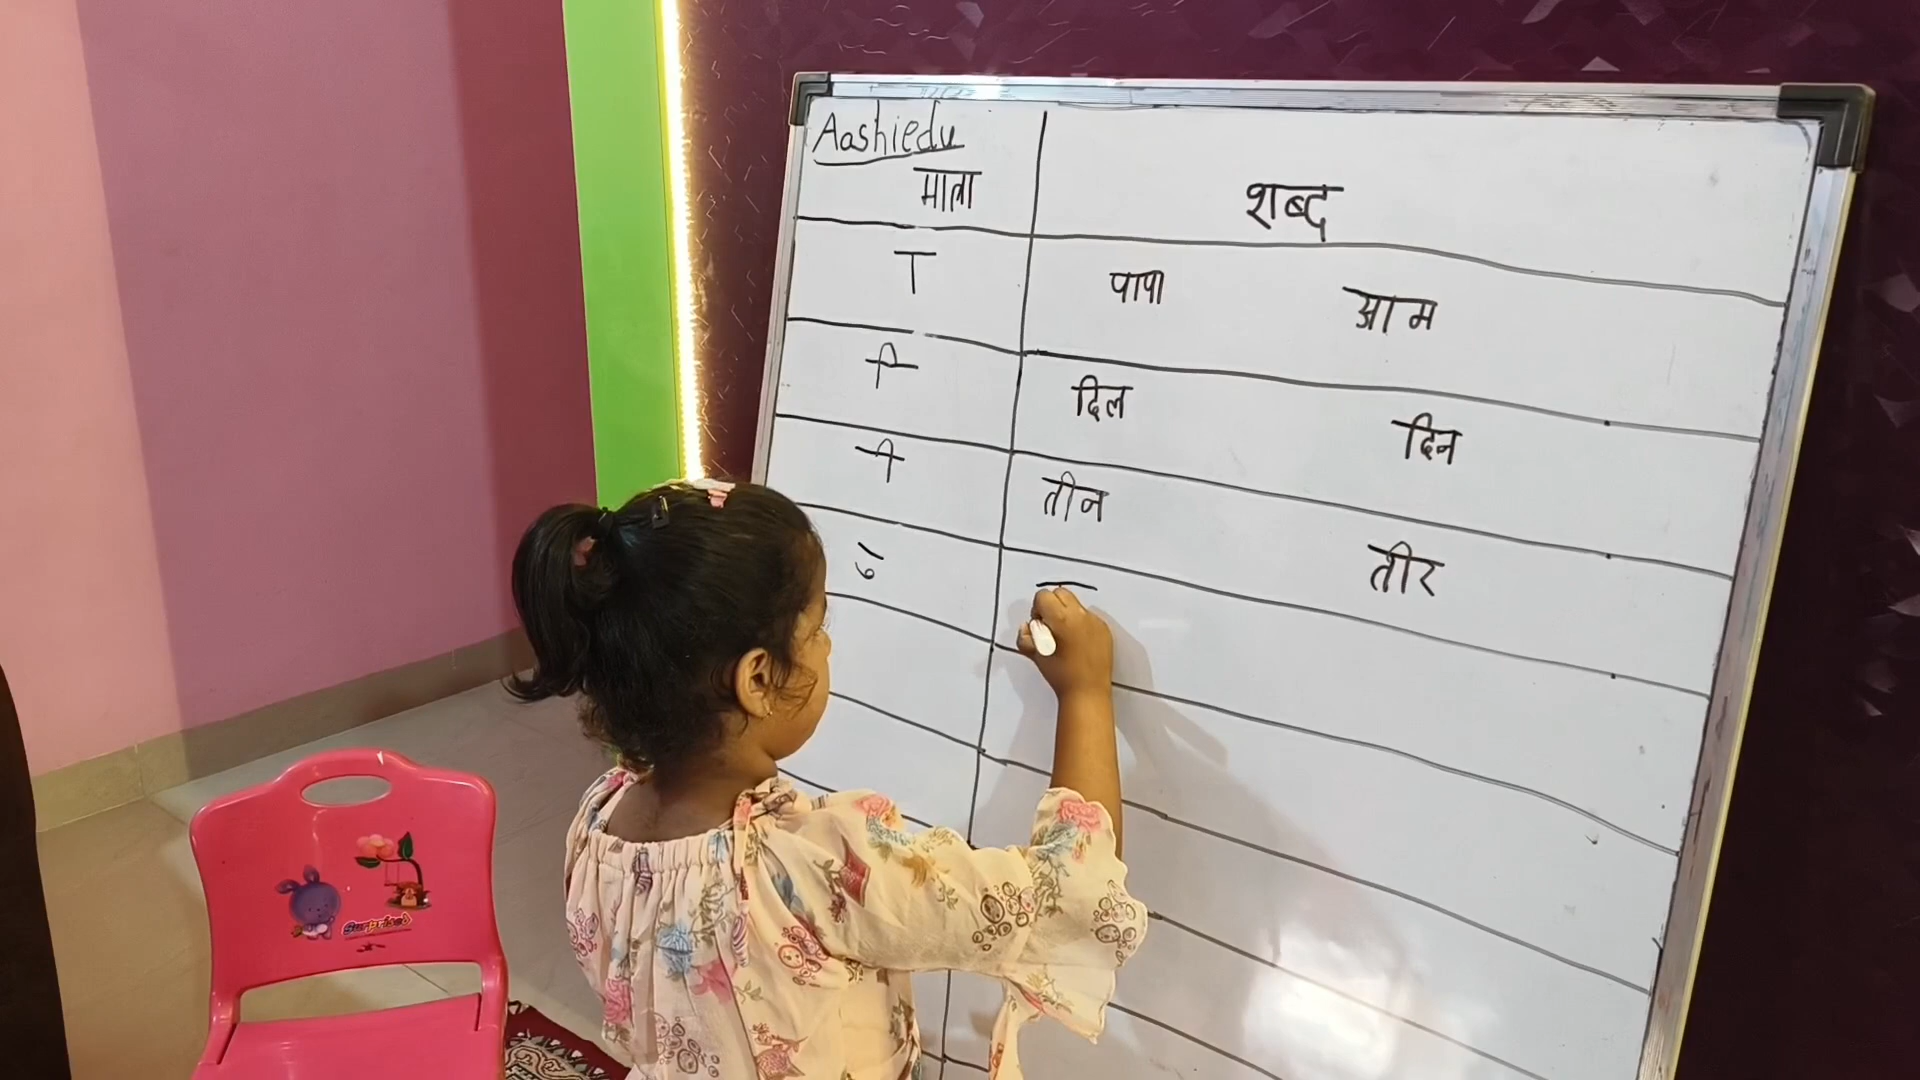 Aashiedu
माला
शब्द
ा पापा आम
ि दिल दिन
ी तीन तीर
ु